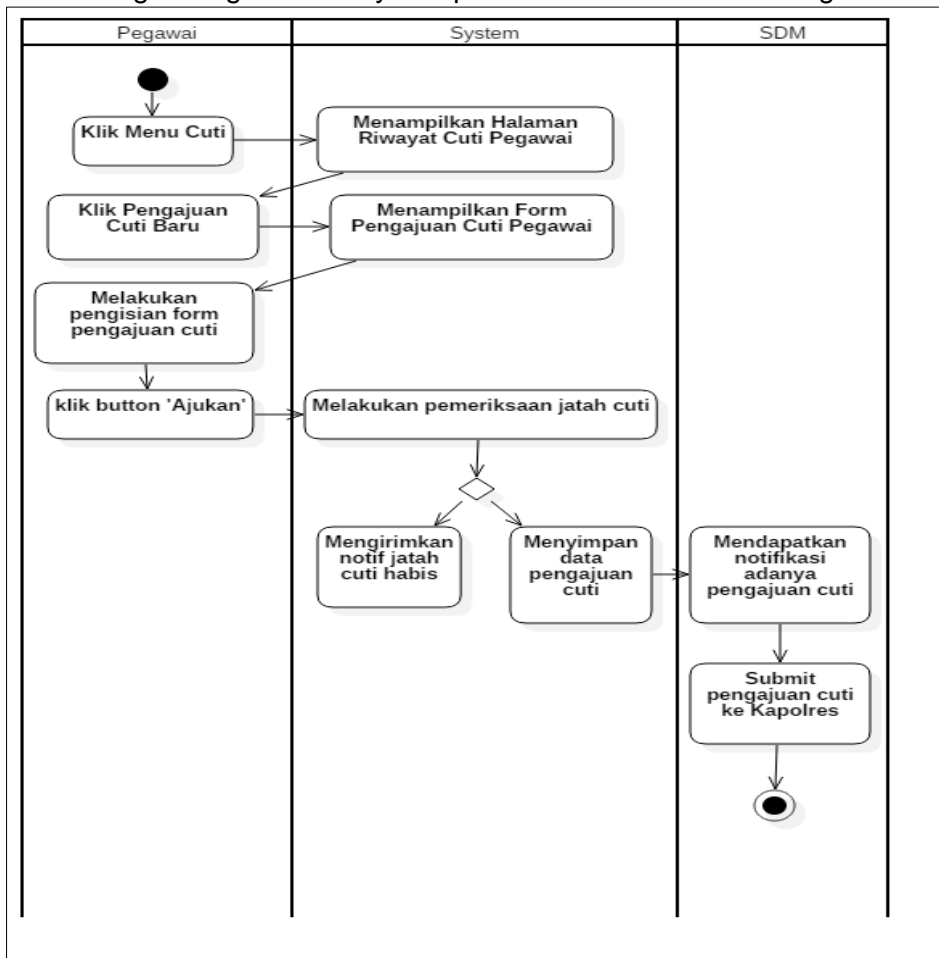 Pegawai
System
SDM
Klik Menu Cuti
Menampilkan Halaman
Riwayat Cuti Pegawai
Klik Pengajuan
Cuti Baru
Menampilkan Form
Pengajuan Cuti Pegawai
Melakukan
pengisian form
pengajuan cuti
klik button 'Ajukan'
Melakukan pemeriksaan jatah cuti
Mengirimkan
notif jatah
cuti habis
Menyimpan
data
pengajuan
cuti
Mendapatkan
notifikasi
adanya
pengajuan cuti
Submit
pengajuan cuti
ke Kapolres